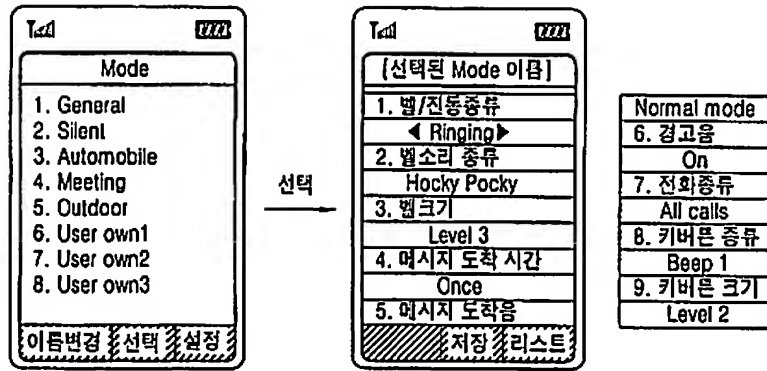 Mode
1. General
2. Silent
3. Automobile
4. Meeting
5. Outdoor
6. User own1
7. User own2
8. User own3
이름변경 선택 설정
선택
[선택된 Mode 이름]
1. 벨/진동종류
◀ Ringing▶
2. 벨소리 종류
Hocky Pocky
3. 벨크기
Level 3
4. 메시지 도착 시간
Once
5. 메시지 도착음
저장 리스트
Normal mode
6. 경고음
On
7. 전화종류
All calls
8. 키버튼 종류
Beep 1
9. 키버튼 크기
Level 2